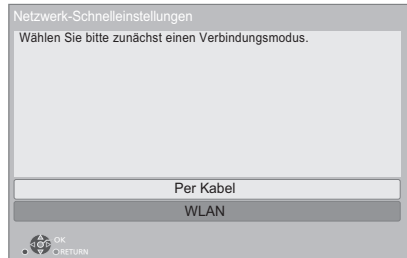 Netzwerk-Schnelleinstellungen
Wählen Sie bitte zunächst einen Verbindungsmodus.
Per Kabel
WLAN
OK
RETURN